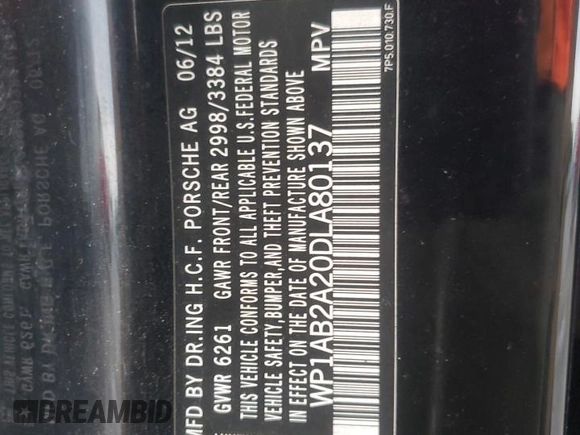 MFD BY DR.ING H.C.F. PORSCHE AG 06/12
GVWR 6261 GAWR FRONT/REAR 2998/3384 LBS
THIS VEHICLE CONFORMS TO ALL APPLICABLE U.S.FEDERAL MOTOR
VEHICLE SAFETY,BUMPER,AND THEFT PREVENTION STANDARDS
IN EFFECT ON THE DATE OF MANUFACTURE SHOWN ABOVE
WP1AB2A20DLA80137 MPV
7P5.010.730.F
DREAMBID